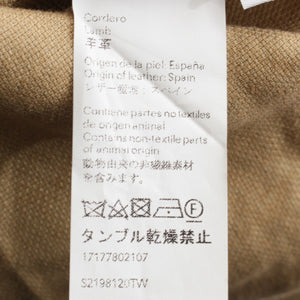 Cordero
Lamb
羊革
Origen de la piel: España
Origin of leather: Spain
レザー原産: スペイン
Contiene partes no textiles
de origen animal
Contains non-textile parts
of animal origin
動物由来の非繊維素材
を含みます
タンブル乾燥禁止
17177802107
S2198120TW